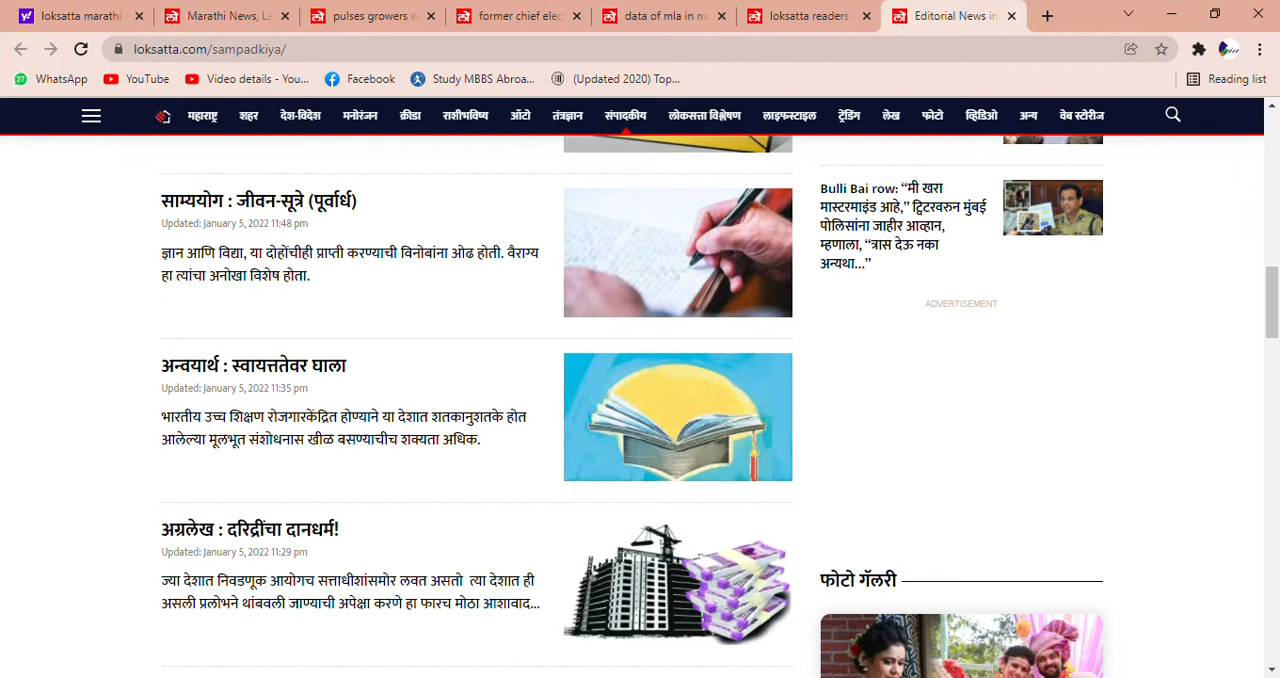 loksatta marathi
Marathi News, La
pulses growers w
former chief elec
data of mla in m
loksatta readers
Editorial News in
loksatta.com/sampadkiya/
27
WhatsApp
YouTube
Video details - You...
Facebook
Study MBBS Abroa...
(Updated 2020) Top...
Reading list
महाराष्ट्र
शहर
देश-विदेश
मनोरंजन
क्रीडा
राशीभविष्य
ऑटो
तंत्रज्ञान
संपादकीय
लोकसत्ता विश्लेषण
लाइफस्टाइल
ट्रेंडिंग
लेख
फोटो
व्हिडिओ
अन्य
वेब स्टोरीज
साम्ययोग : जीवन-सूत्रे (पूर्वार्ध)
Updated: January 5, 2022 11:48 pm
ज्ञान आणि विद्या, या दोहोंचीही प्राप्ती करण्याची विनोबांना ओढ होती. वैराग्य
हा त्यांचा अनोखा विशेष होता.
अन्वयार्थ : स्वायत्ततेवर घाला
Updated: January 5, 2022 11:35 pm
भारतीय उच्च शिक्षण रोजगारकेंद्रित होण्याने या देशात शतकानुशतके होत
आलेल्या मूलभूत संशोधनास खीळ बसण्याचीच शक्यता अधिक.
अग्रलेख : दरिद्रींचा दानधर्म!
Updated: January 5, 2022 11:29 pm
ज्या देशात निवडणूक आयोगच सत्ताधीशांसमोर लवत असतो त्या देशात ही
असली प्रलोभने थांबवली जाण्याची अपेक्षा करणे हा फारच मोठा आशावाद...
Bulli Bai row: “मी खरा
मास्टरमाइंड आहे,” ट्विटरवरुन मुंबई
पोलिसांना जाहीर आव्हान,
म्हणाला, “त्रास देऊ नका
अन्यथा...”
ADVERTISEMENT
फोटो गॅलरी